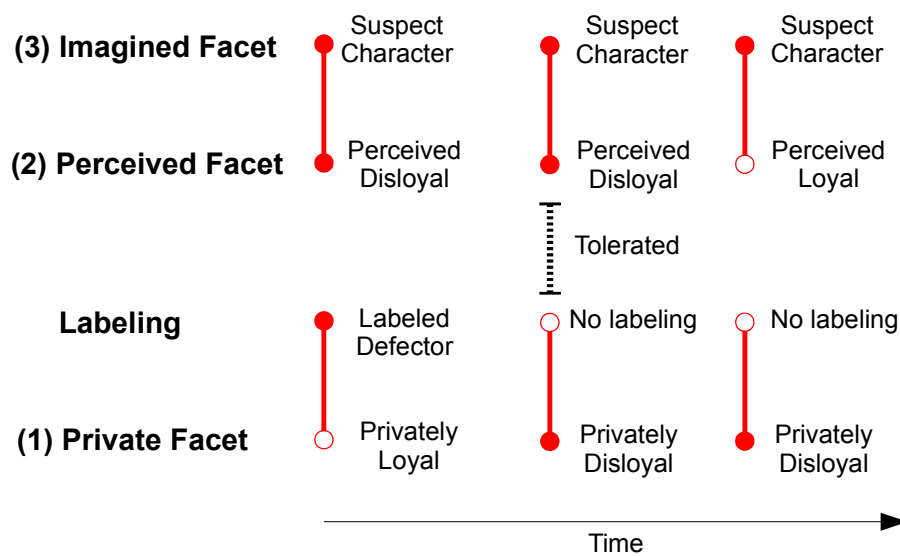 (3) Imagined Facet
Suspect
Character
Suspect
Character
Suspect
Character
(2) Perceived Facet
Perceived
Disloyal
Perceived
Disloyal
Perceived
Loyal
Tolerated
Labeling
Labeled
Defector
No labeling
No labeling
(1) Private Facet
Privately
Loyal
Privately
Disloyal
Privately
Disloyal
Time